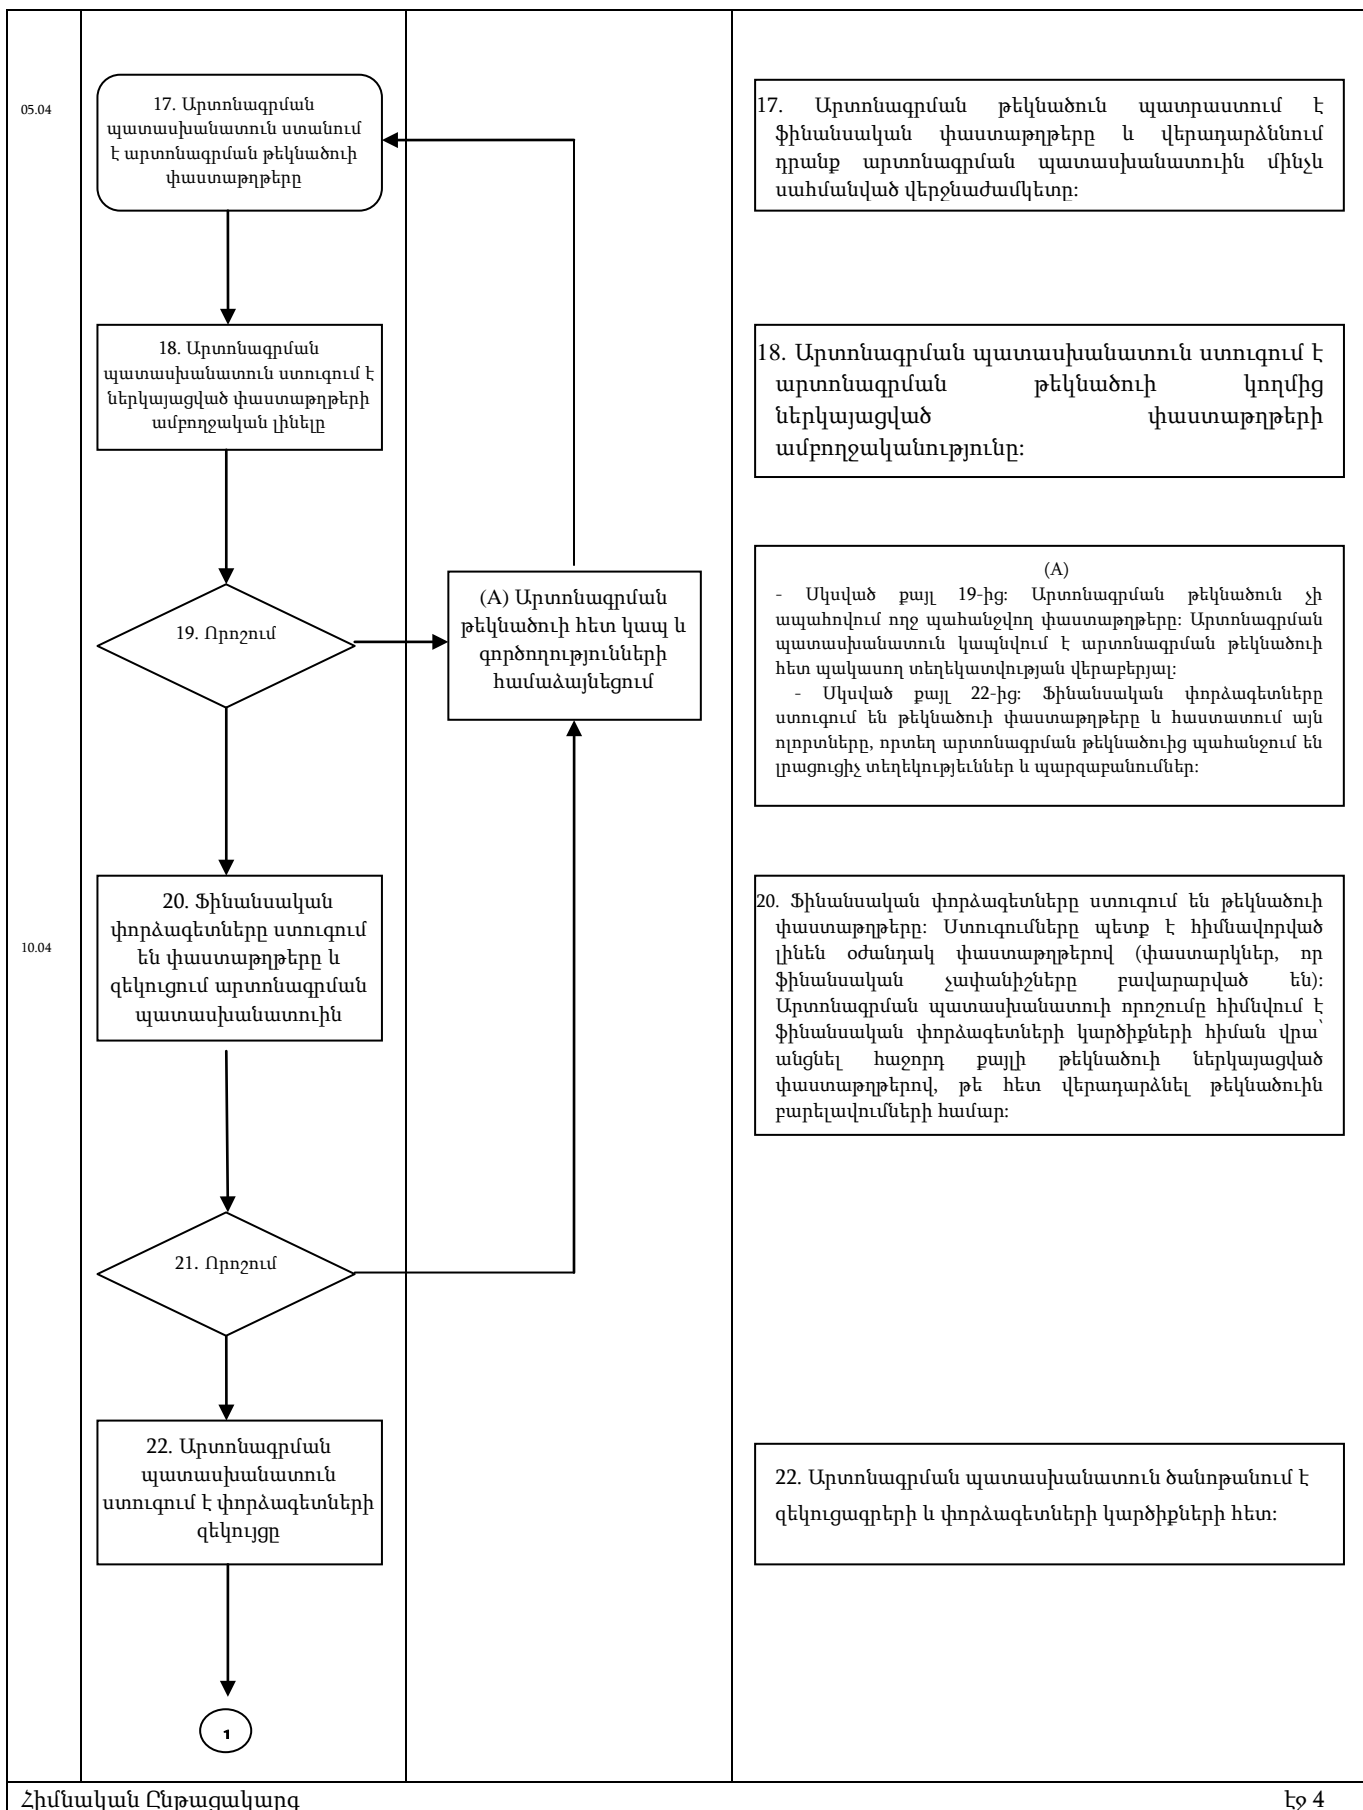 05.04
17. Արտոնագրման
պատասխանատուն ստանում
է արտոնագրման թեկնածուի
փաստաթղթերը
17. Արտոնագրման թեկնածուն պատրաստում է
ֆինանսական փաստաթղթերը և վերադարձննում
դրանք արտոնագրման պատասխանատուին մինչև
սահմանված վերջնաժամկետը:
18. Արտոնագրման
պատասխանատուն ստուգում է
ներկայացված փաստաթղթերի
ամբողջական լինելը
18. Արտոնագրման պատասխանատուն ստուգում է
արտոնագրման թեկնածուի կողմից
ներկայացված փաստաթղթերի
ամբողջականությունը:
19. Որոշում
(A) Արտոնագրման
թեկնածուի հետ կապ և
գործողությունների
համաձայնեցում
(A)
- Սկսված քայլ 19-ից: Արտոնագրման թեկնածուն չի
ապահովում ողջ պահանջվող փաստաթղթերը: Արտոնագրման
պատասխանատուն կապնվում է արտոնագրման թեկնածուի
հետ պակասող տեղեկատվության վերաբերյալ:
- Սկսված քայլ 22-ից: Ֆինանսական փորձագետները
ստուգում են թեկնածուի փաստաթղթերը և հաստատում այն
ոլորտները, որտեղ արտոնագրման թեկնածուից պահանջում են
լրացուցիչ տեղեկություններ և պարզաբանումներ:
10.04
20. Ֆինանսական
փորձագետները ստուգում
են փաստաթղթերը և
զեկուցում արտոնագրման
պատասխանատուին
20. Ֆինանսական փորձագետները ստուգում են թեկնածուի
փաստաթղթերը: Ստուգումները պետք է հիմնավորված
լինեն օժանդակ փաստաթղթերով (փաստարկներ, որ
ֆինանսական չափանիշները բավարարված են):
Արտոնագրման պատասխանատուի որոշումը հիմնվում է
ֆինանսական փորձագետների կարծիքների հիման վրա՝
անցնել հաջորդ քայլի թեկնածուի ներկայացված
փաստաթղթերով, թե հետ վերադարձնել թեկնածուին
բարելավումների համար:
21. Որոշում
22. Արտոնագրման
պատասխանատուն
ստուգում է փորձագետների
զեկույցը
22. Արտոնագրման պատասխանատուն ծանոթանում է
զեկուցագրերի և փորձագետների կարծիքների հետ:
1
Հիմնական Ընթացակարգ էջ 4